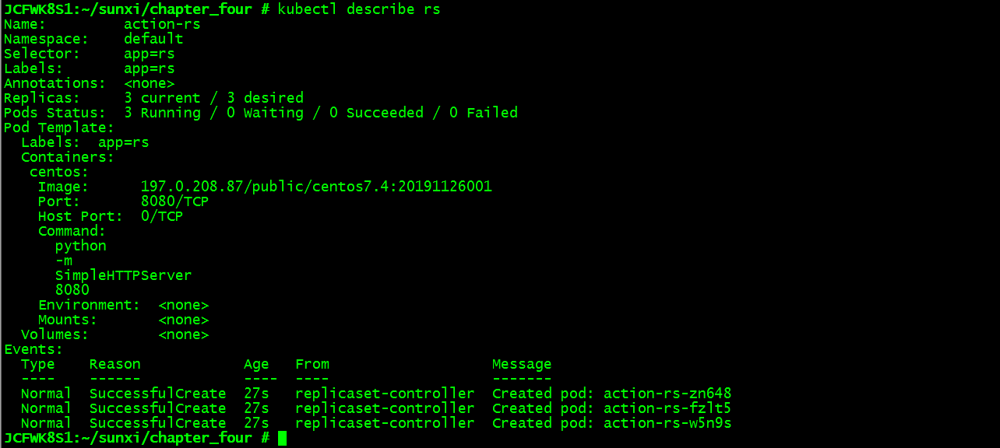 JCFWK8S1:~/sunxi/chapter_four # kubectl describe rs
Name:         action-rs
Namespace:    default
Selector:     app=rs
Labels:       app=rs
Annotations:  <none>
Replicas:     3 current / 3 desired
Pods Status:  3 Running / 0 Waiting / 0 Succeeded / 0 Failed
Pod Template:
  Labels:  app=rs
  Containers:
   centos:
    Image:      197.0.208.87/public/centos7.4:20191126001
    Port:       8080/TCP
    Host Port:  0/TCP
    Command:
      python
      -m
      SimpleHTTPServer
      8080
    Environment:  <none>
    Mounts:       <none>
  Volumes:        <none>
Events:
  Type    Reason            Age   From                   Message
  ----    ------            ----  ----                   -------
  Normal  SuccessfulCreate  27s   replicaset-controller  Created pod: action-rs-zn648
  Normal  SuccessfulCreate  27s   replicaset-controller  Created pod: action-rs-fzlt5
  Normal  SuccessfulCreate  27s   replicaset-controller  Created pod: action-rs-w5n9s
JCFWK8S1:~/sunxi/chapter_four #